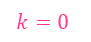 k = 0